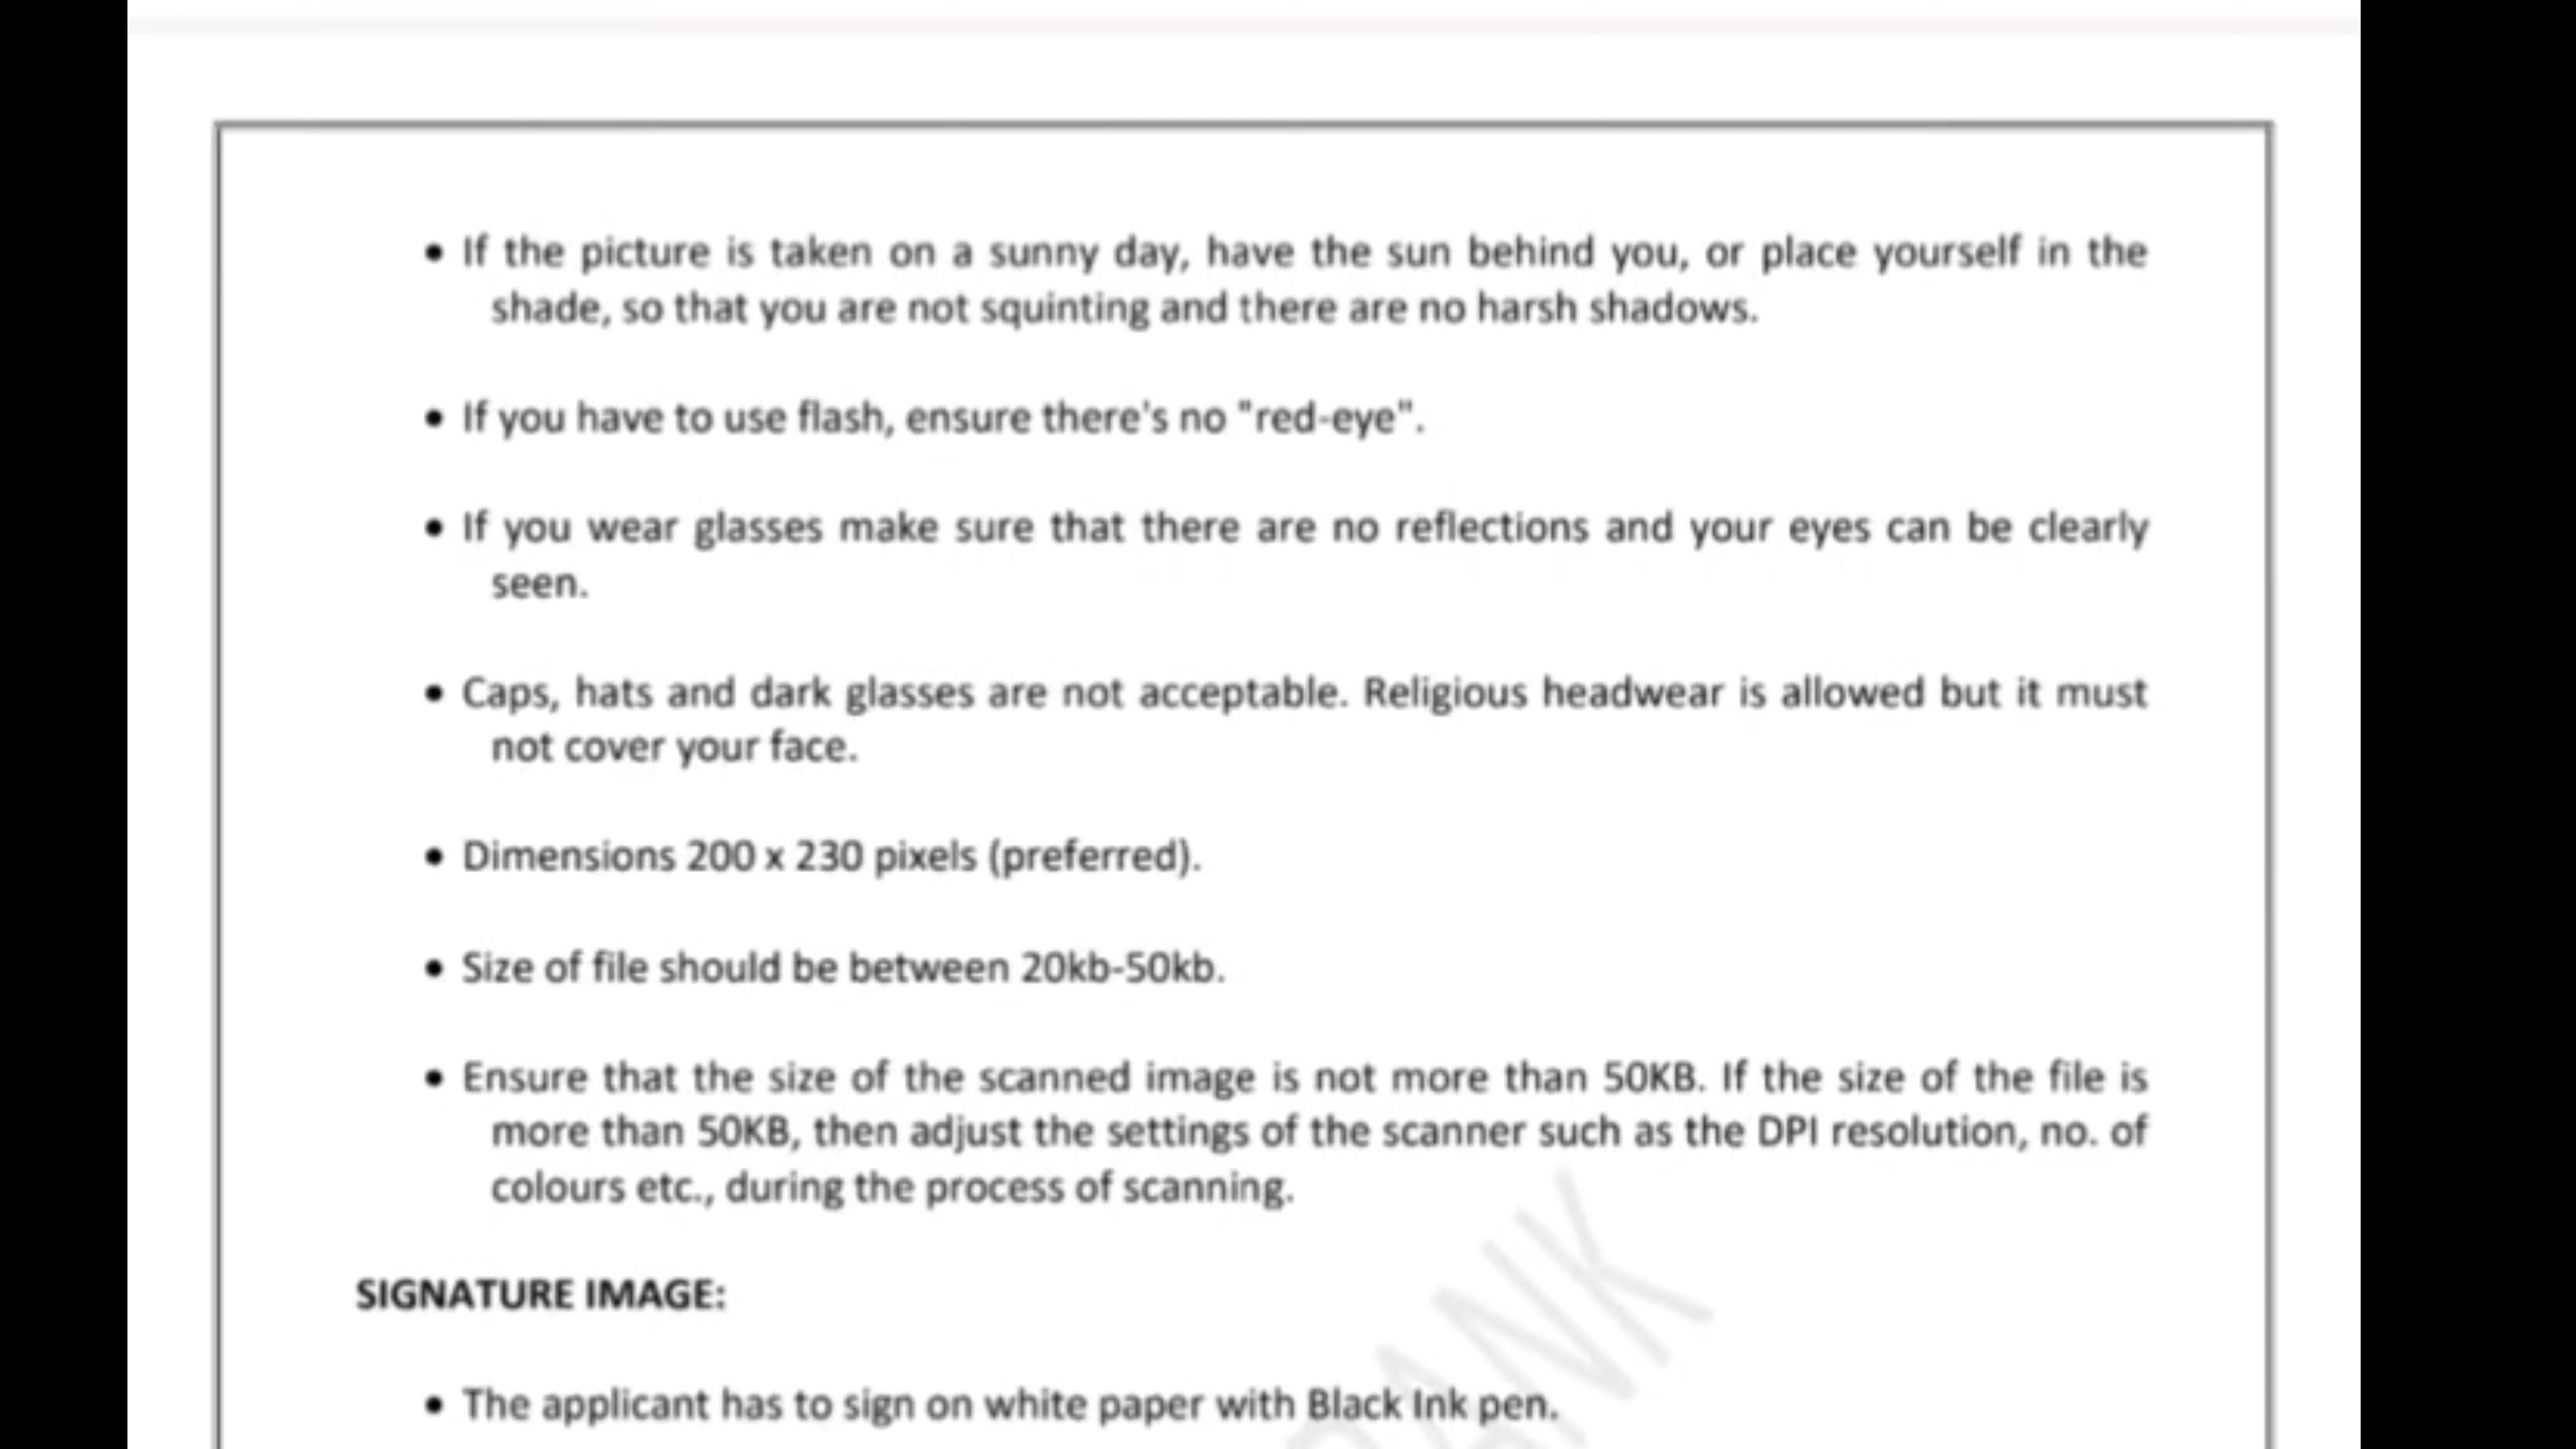 • If the picture is taken on a sunny day, have the sun behind you, or place yourself in the
shade, so that you are not squinting and there are no harsh shadows.
• If you have to use flash, ensure there's no "red-eye".
• If you wear glasses make sure that there are no reflections and your eyes can be clearly
seen.
• Caps, hats and dark glasses are not acceptable. Religious headwear is allowed but it must
not cover your face.
• Dimensions 200 x 230 pixels (preferred).
• Size of file should be between 20kb-50kb.
• Ensure that the size of the scanned image is not more than 50KB. If the size of the file is
more than 50KB, then adjust the settings of the scanner such as the DPI resolution, no. of
colours etc., during the process of scanning.
SIGNATURE IMAGE:
• The applicant has to sign on white paper with Black Ink pen.